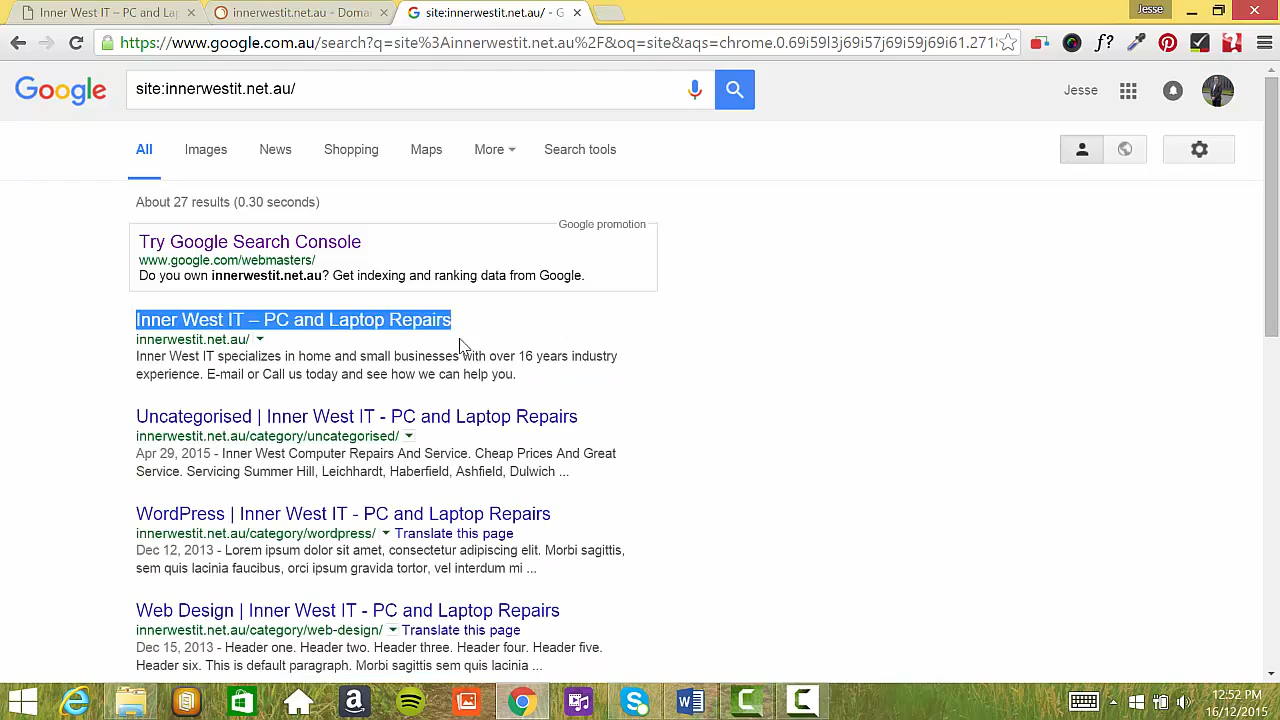 Inner West IT – PC and Lap
innerwestit.net.au - Domai
site:innerwestit.net.au/ - G
Jesse
https://www.google.com.au/search?q=site%3Ainnerwestit.net.au%2F&oq=site&aqs=chrome.0.69i59l3j69i57j69i59j69i61.271
f?
Google
site:innerwestit.net.au/
Jesse
All
Images
News
Shopping
Maps
More
Search tools
About 27 results (0.30 seconds)
Google promotion
Try Google Search Console
www.google.com/webmasters/
Do you own innerwestit.net.au? Get indexing and ranking data from Google.
Inner West IT – PC and Laptop Repairs
innerwestit.net.au/
Inner West IT specializes in home and small businesses with over 16 years industry
experience. E-mail or Call us today and see how we can help you.
Uncategorised | Inner West IT - PC and Laptop Repairs
innerwestit.net.au/category/uncategorised/
Apr 29, 2015 - Inner West Computer Repairs And Service. Cheap Prices And Great
Service. Servicing Summer Hill, Leichhardt, Haberfield, Ashfield, Dulwich ...
WordPress | Inner West IT - PC and Laptop Repairs
innerwestit.net.au/category/wordpress/ Translate this page
Dec 12, 2013 - Lorem ipsum dolor sit amet, consectetur adipiscing elit. Morbi sagittis,
sem quis lacinia faucibus, orci ipsum gravida tortor, vel interdum mi ...
Web Design | Inner West IT - PC and Laptop Repairs
innerwestit.net.au/category/web-design/ Translate this page
Dec 15, 2013 - Header one. Header two. Header three. Header four. Header five.
Header six. This is default paragraph. Morbi sagittis sem quis lacinia ...
12:52 PM
16/12/2015